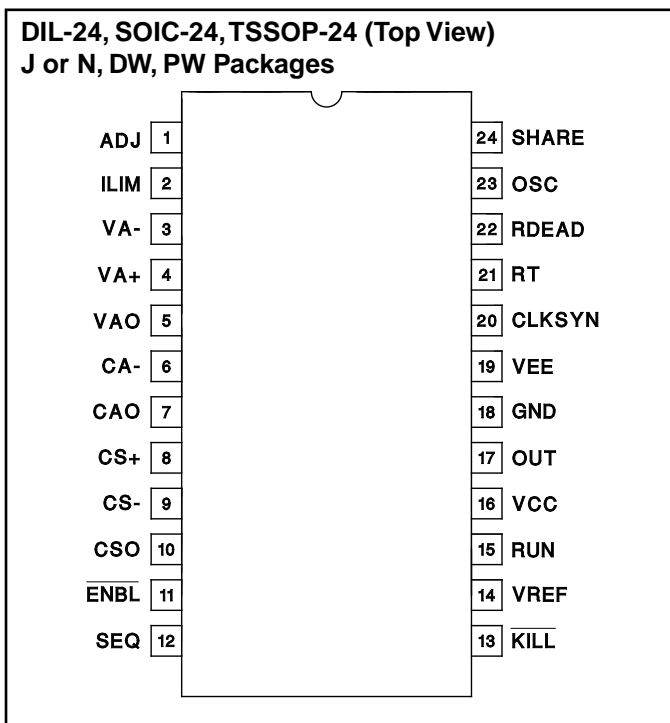 DIL-24, SOIC-24, TSSOP-24 (Top View)
J or N, DW, PW Packages
ADJ 1 24 SHARE
ILIM 2 23 OSC
VA- 3 22 RDEAD
VA+ 4 21 RT
VAO 5 20 CLKSYN
CA- 6 19 VEE
CAO 7 18 GND
CS+ 8 17 OUT
CS- 9 16 VCC
CSO 10 15 RUN
ENBL 11 14 VREF
SEQ 12 13 KILL